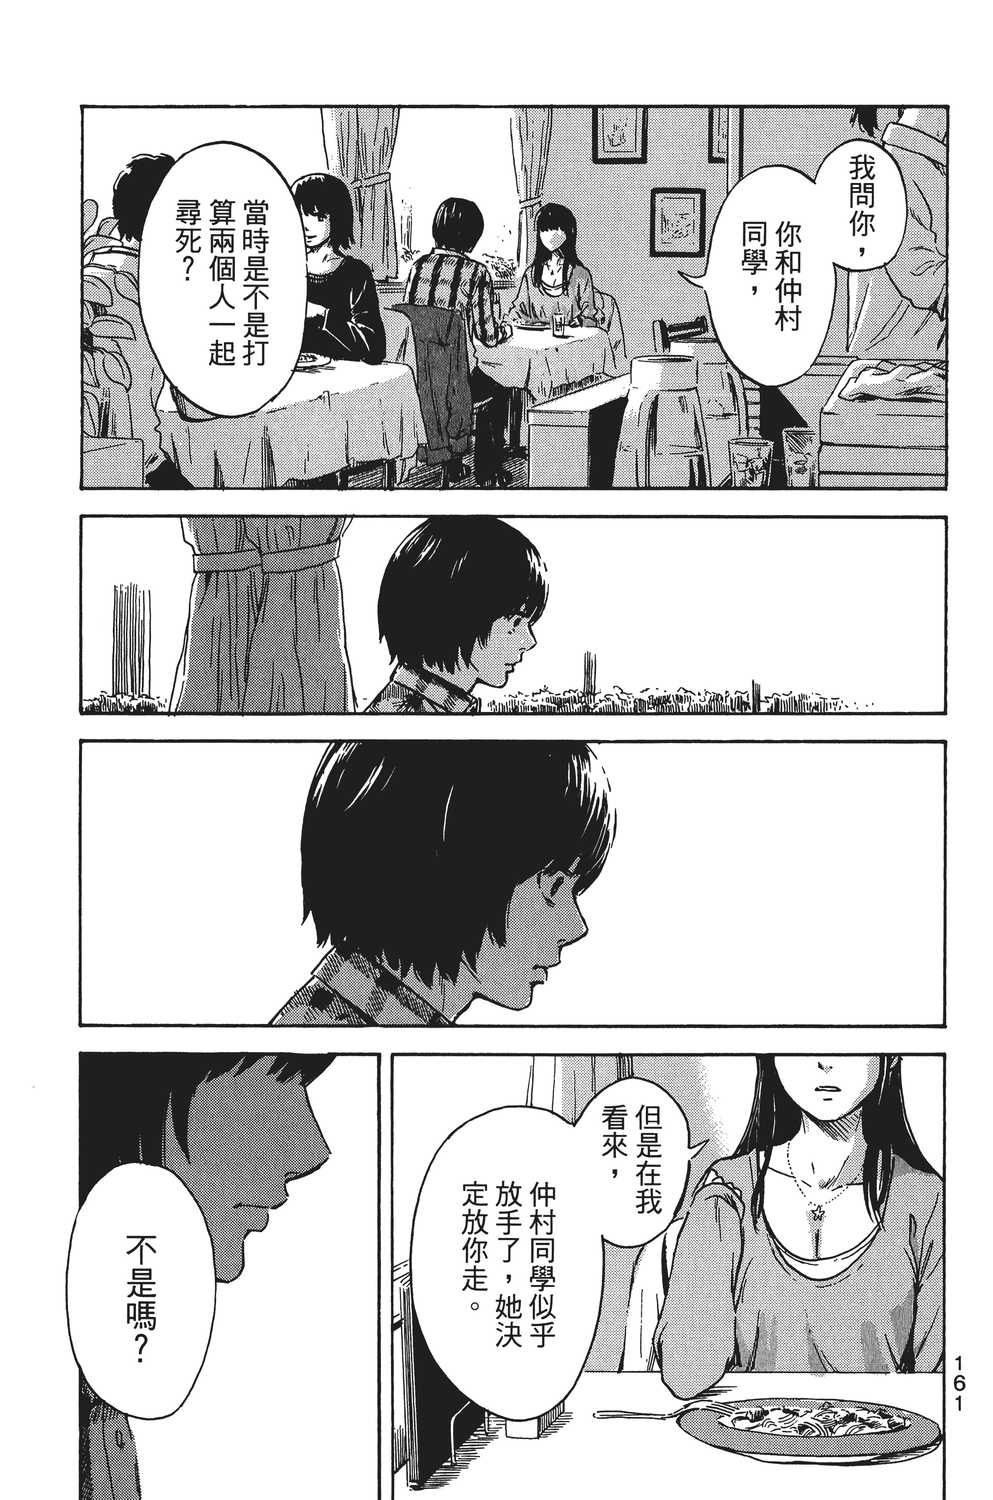 我問你，
你和仲村
同學，
當時是不是打
算兩個人一起
尋死？
但是在我
看來，
仲村同學似乎
放手了，她決
定放你走。
不是嗎？
161